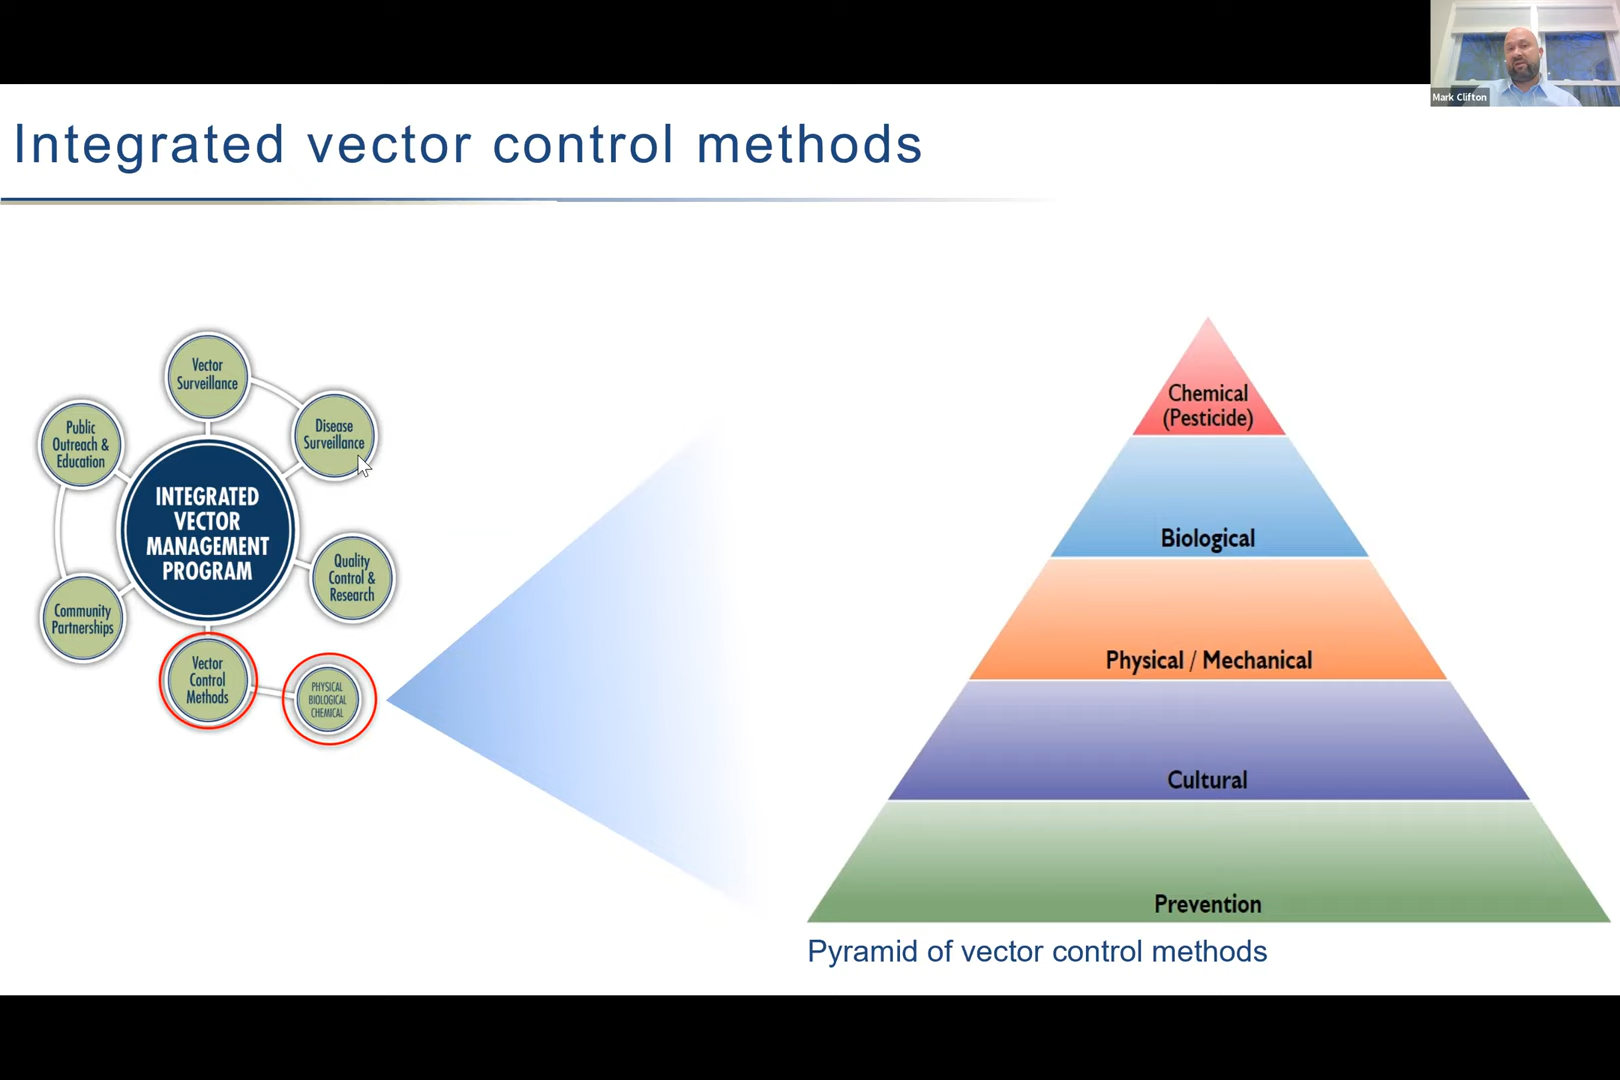 Mark Clifton
Integrated vector control methods
Vector
Surveillance
Disease
Surveillance
Public
Outreach &
Education
INTEGRATED
VECTOR
MANAGEMENT
PROGRAM
Quality
Control &
Research
Community
Partnerships
Vector
Control
Methods
PHYSICAL
BIOLOGICAL
CHEMICAL
Chemical
(Pesticide)
Biological
Physical / Mechanical
Cultural
Prevention
Pyramid of vector control methods